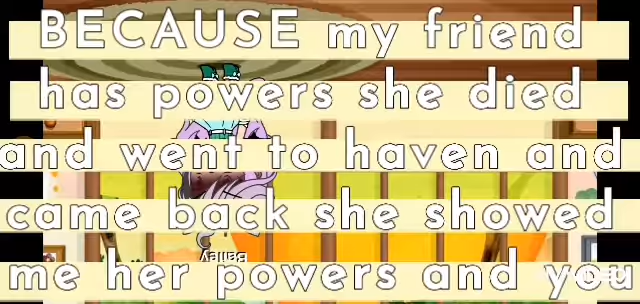 BECAUSE my friend
has powers she died
and went to haven and
came back she showed
Bailey
me her powers and you